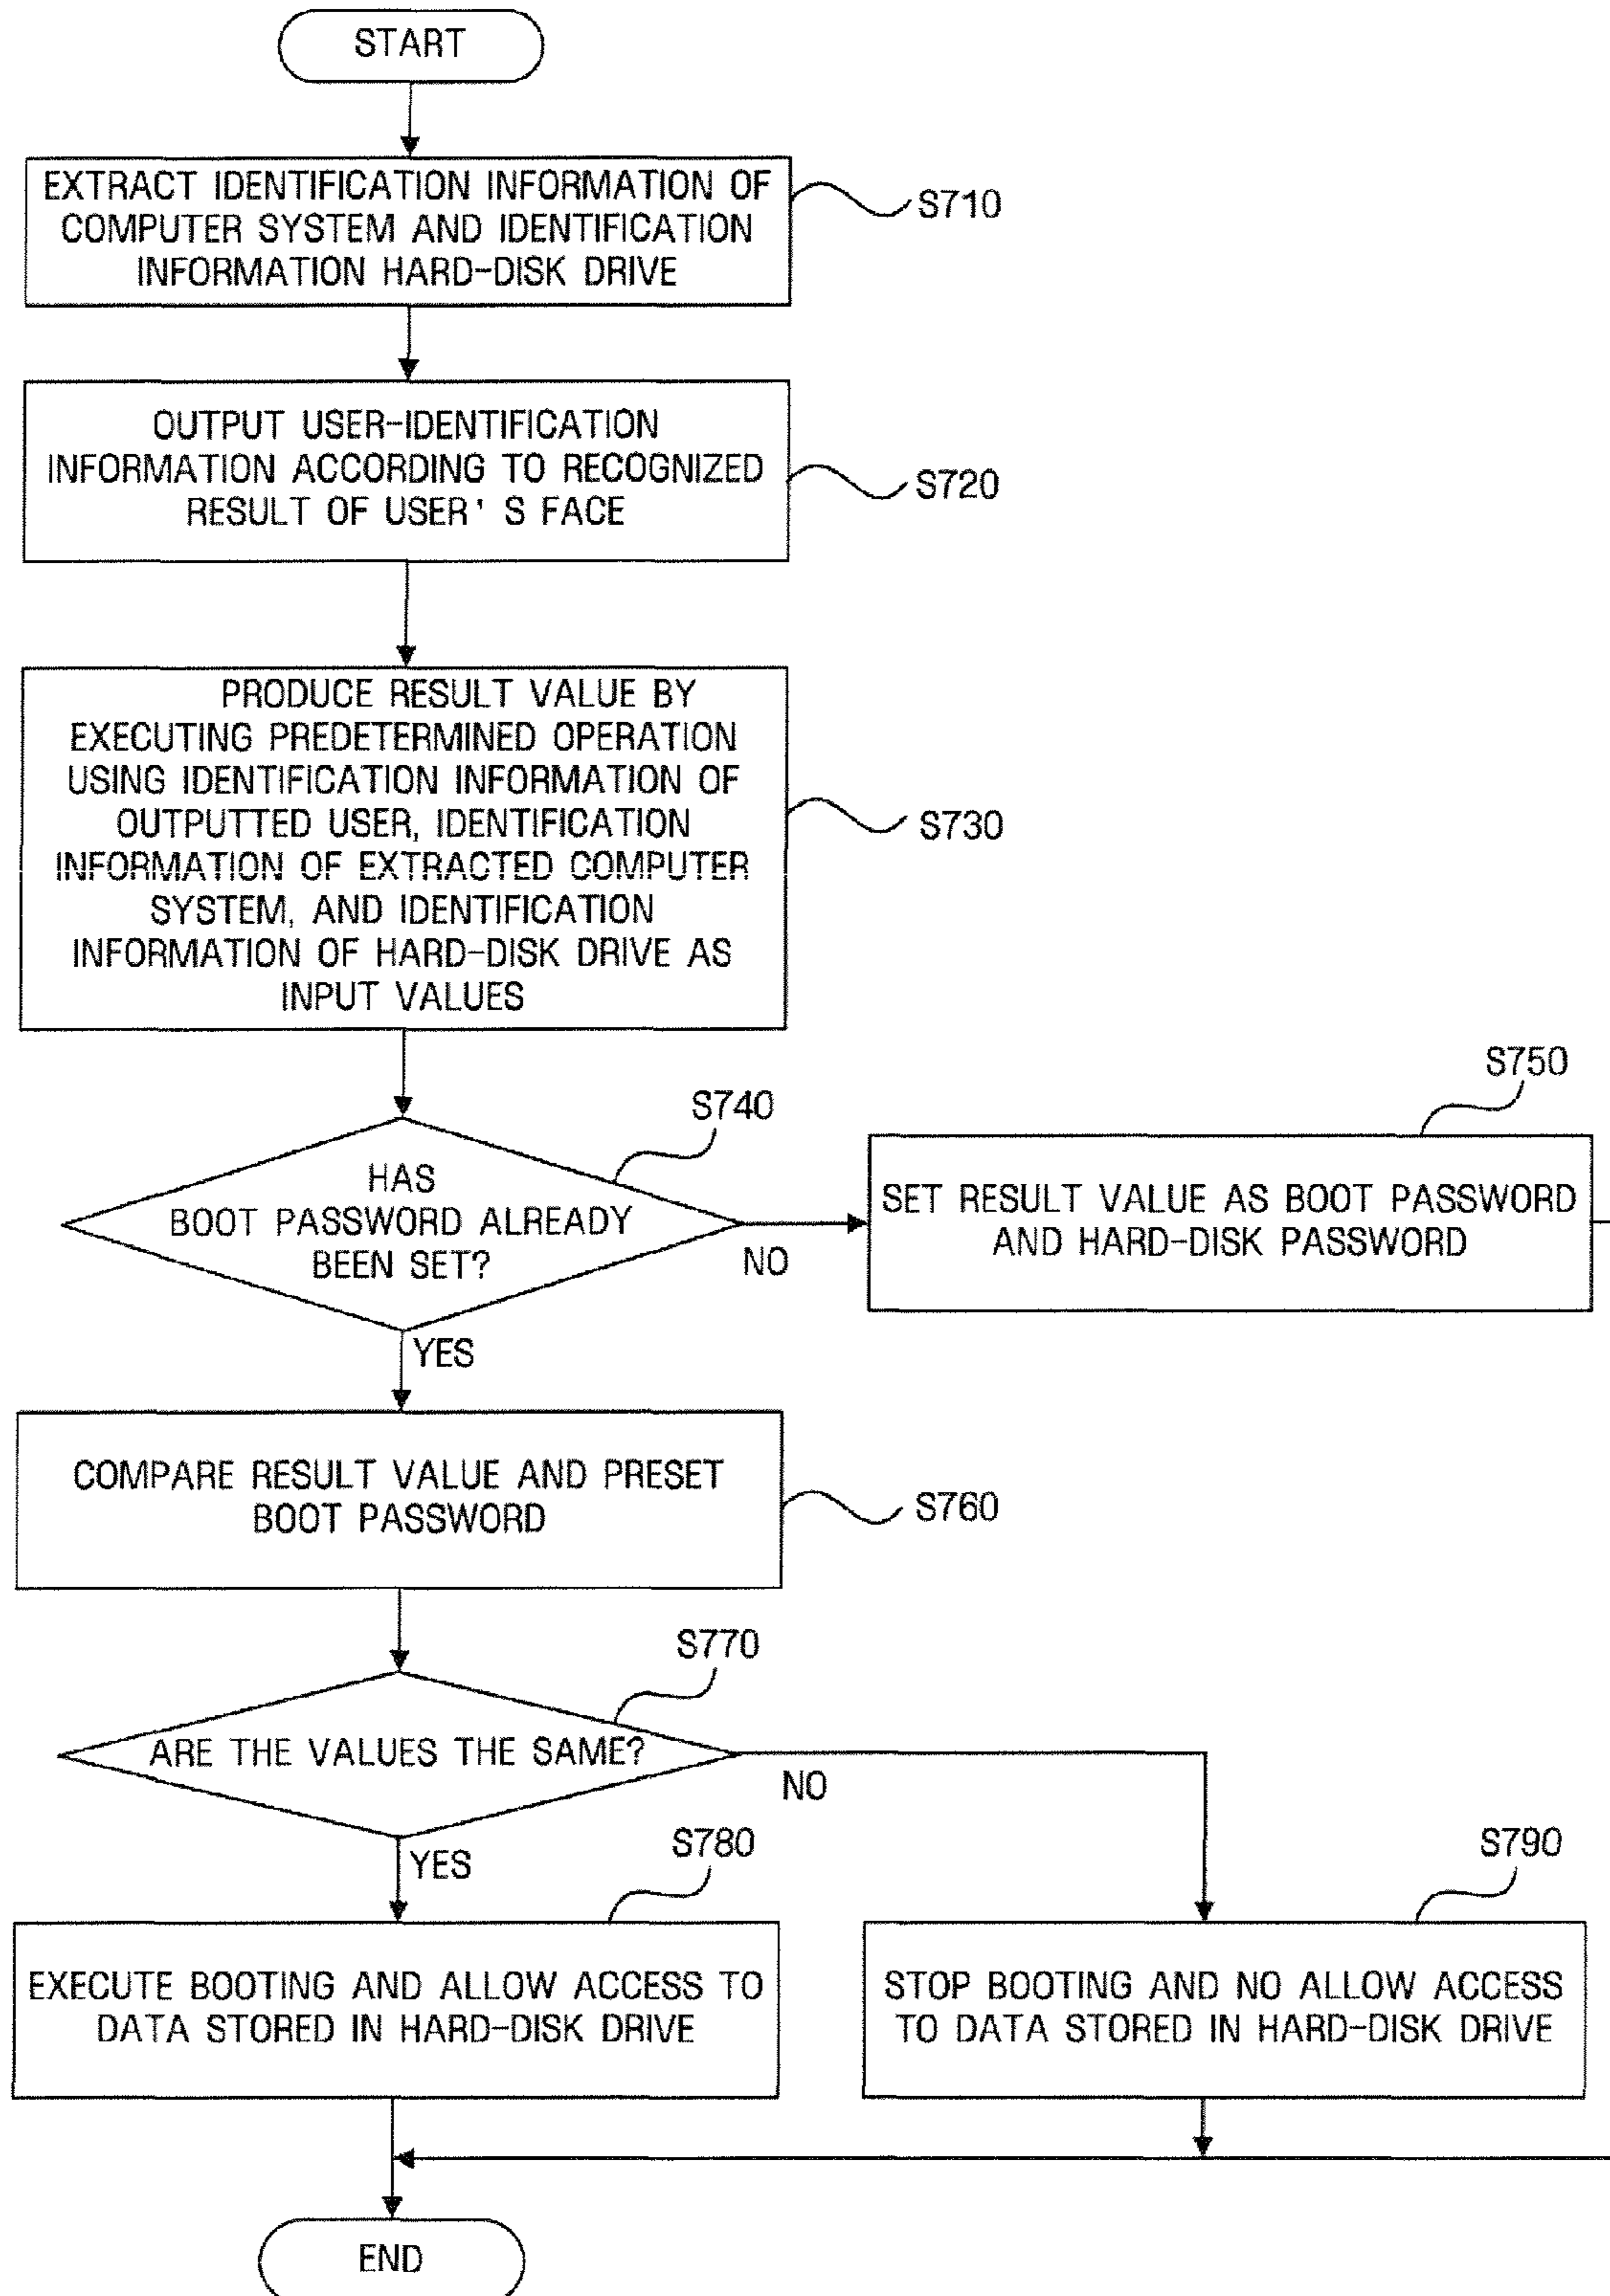 START
EXTRACT IDENTIFICATION INFORMATION OF
COMPUTER SYSTEM AND IDENTIFICATION
INFORMATION HARD-DISK DRIVE
S710
OUTPUT USER-IDENTIFICATION
INFORMATION ACCORDING TO RECOGNIZED
RESULT OF USER' S FACE
S720
PRODUCE RESULT VALUE BY
EXECUTING PREDETERMINED OPERATION
USING IDENTIFICATION INFORMATION OF
OUTPUTTED USER, IDENTIFICATION
INFORMATION OF EXTRACTED COMPUTER
SYSTEM, AND IDENTIFICATION
INFORMATION OF HARD-DISK DRIVE AS
INPUT VALUES
S730
S740
HAS
BOOT PASSWORD ALREADY
BEEN SET?
NO
YES
S750
SET RESULT VALUE AS BOOT PASSWORD
AND HARD-DISK PASSWORD
COMPARE RESULT VALUE AND PRESET
BOOT PASSWORD
S760
S770
ARE THE VALUES THE SAME?
NO
YES
S780
EXECUTE BOOTING AND ALLOW ACCESS TO
DATA STORED IN HARD-DISK DRIVE
S790
STOP BOOTING AND NO ALLOW ACCESS
TO DATA STORED IN HARD-DISK DRIVE
END